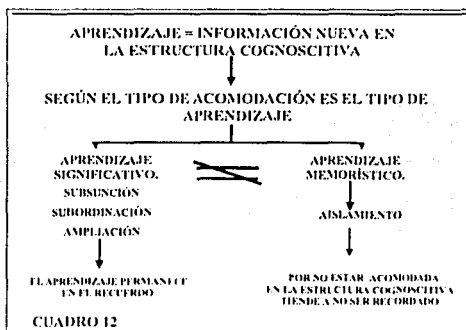 APRENDIZAJE = INFORMACIÓN NUEVA EN
LA ESTRUCTURA COGNOSCITIVA
SEGÚN EL TIPO DE ACOMODACIÓN ES EL TIPO DE
APRENDIZAJE
APRENDIZAJE
SIGNIFICATIVO.
SUBSUNCIÓN
SUBORDINACIÓN
AMPLIACIÓN
EL APRENDIZAJE PERMANECE
EN EL RECUERDO
≠
APRENDIZAJE
MEMORÍSTICO.
AISLAMIENTO
POR NO ESTAR ACOMODADA
EN LA ESTRUCTURA COGNOSCITIVA
TIENDE A NO SER RECORDADO
CUADRO 12